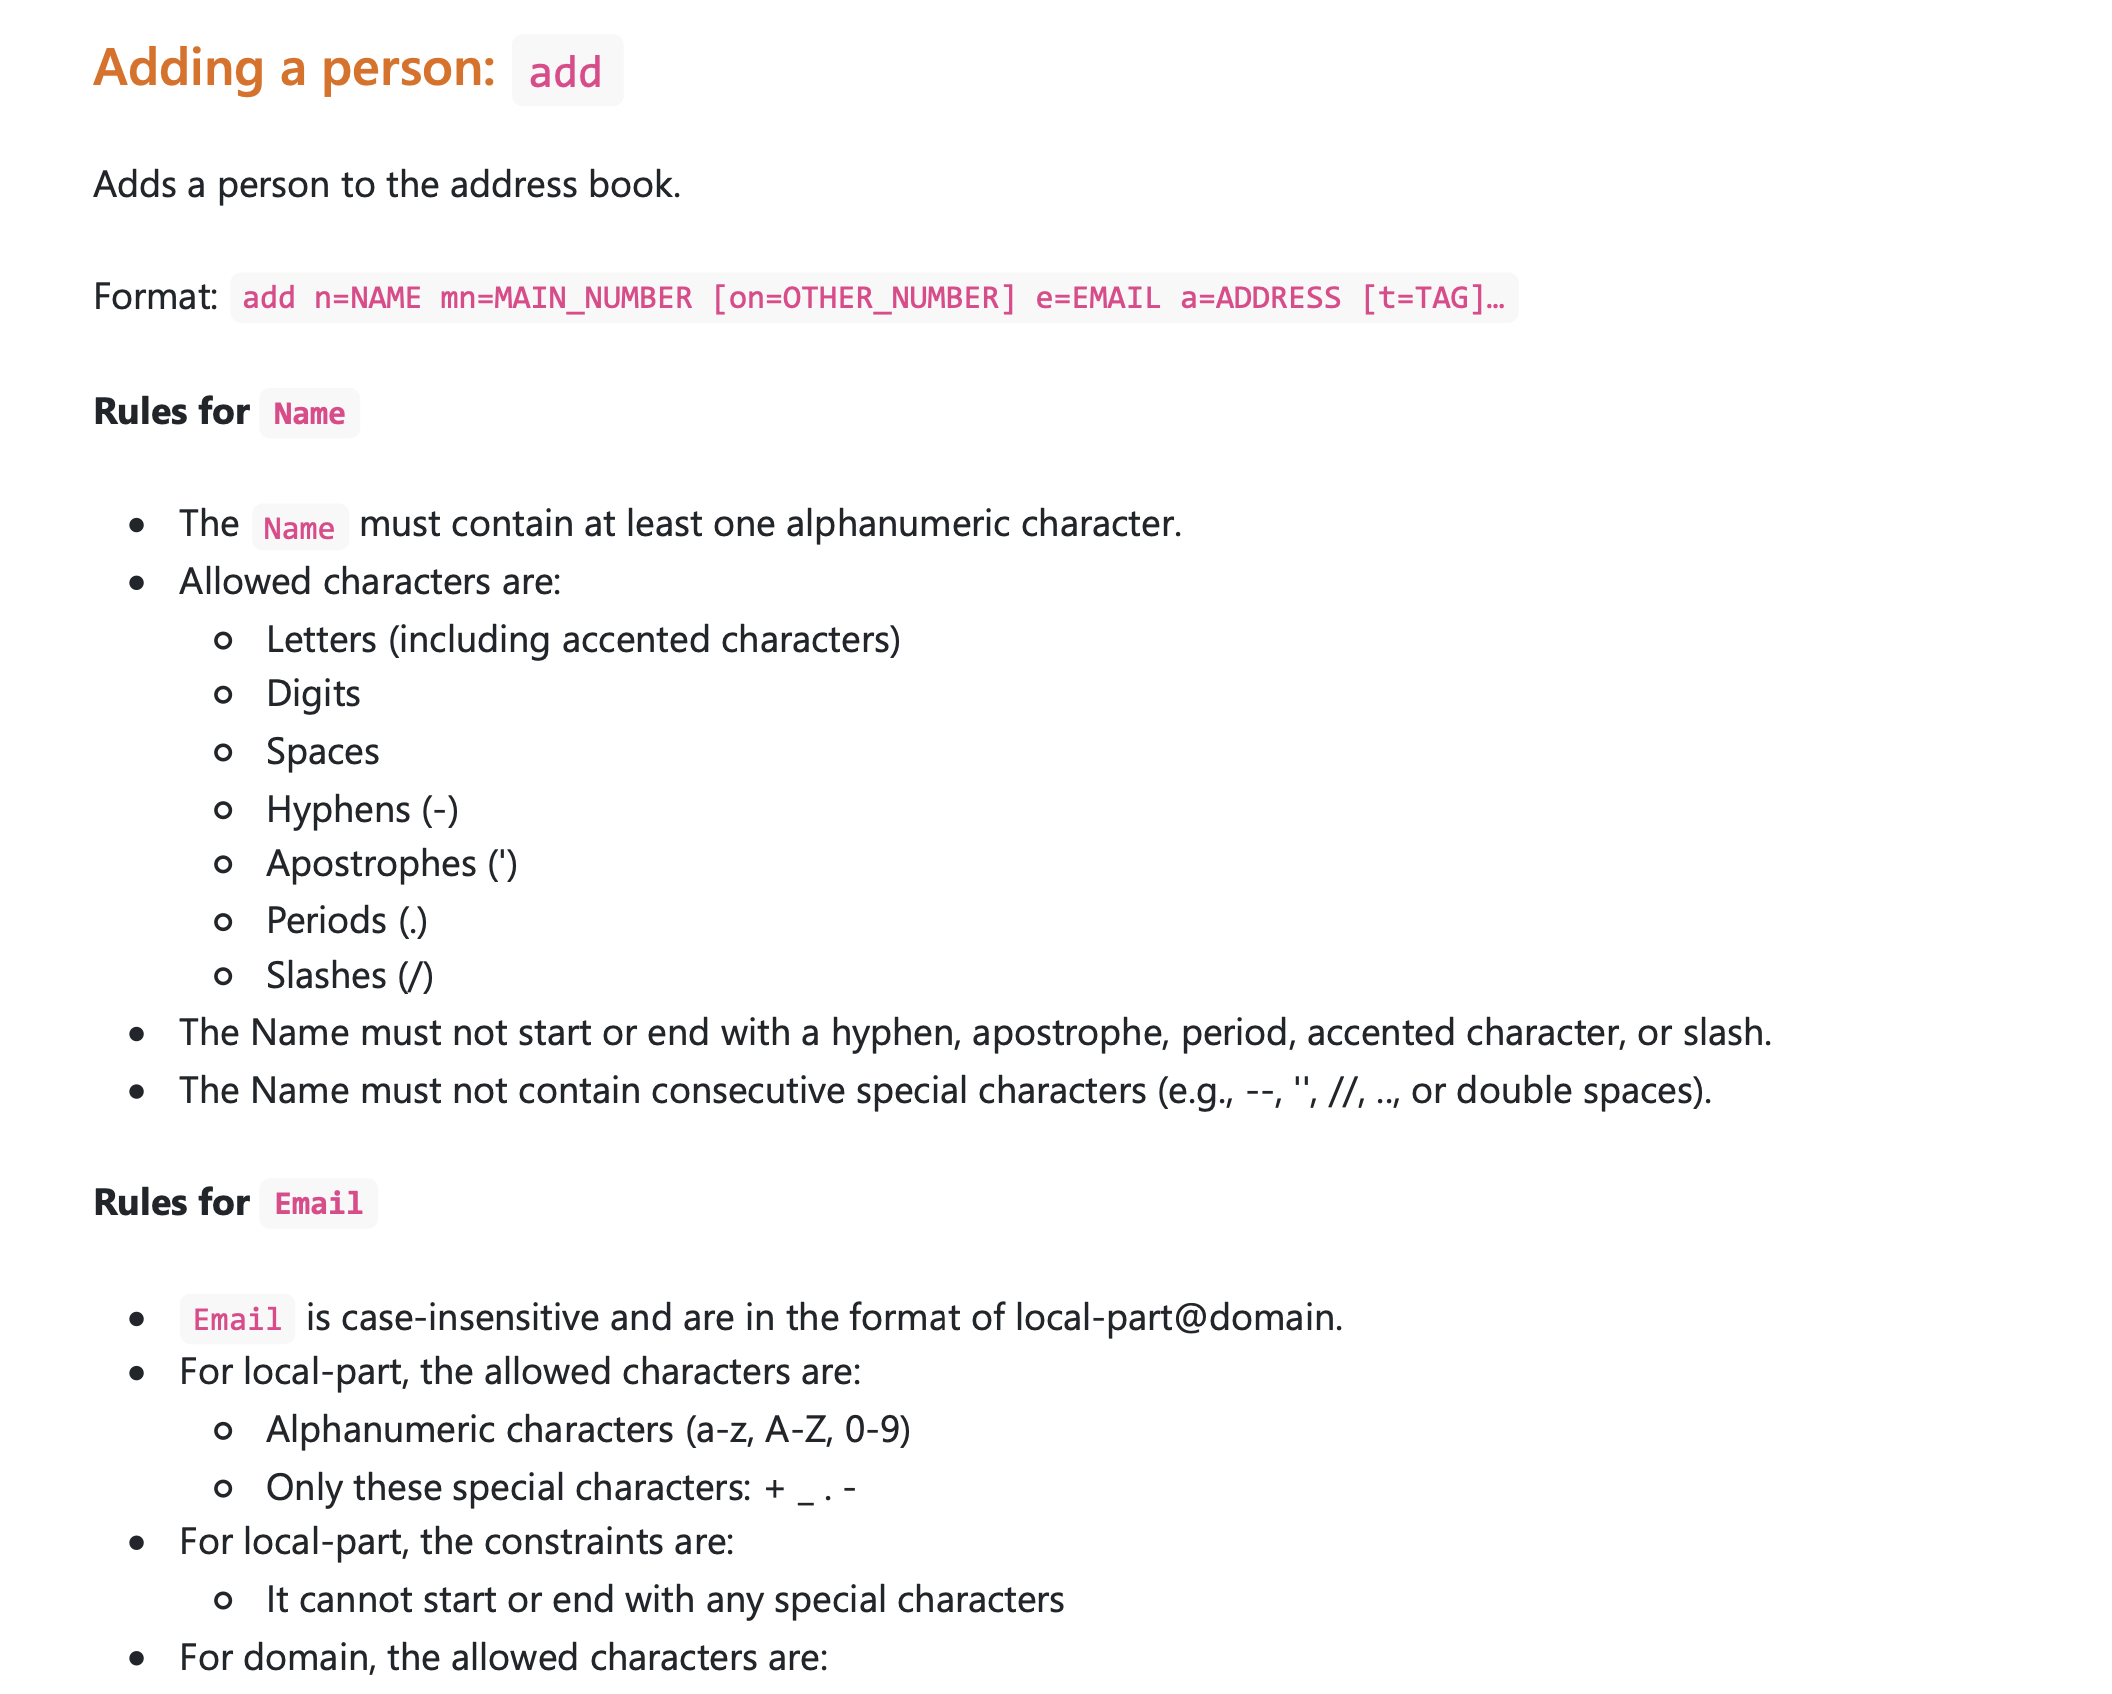 Adding a person: add
Adds a person to the address book.
Format: add n=NAME mn=MAIN_NUMBER [on=OTHER_NUMBER] e=EMAIL a=ADDRESS [t=TAG]…
Rules for Name
• The Name must contain at least one alphanumeric character.
• Allowed characters are:
○ Letters (including accented characters)
○ Digits
○ Spaces
○ Hyphens (-)
○ Apostrophes (')
○ Periods (.)
○ Slashes (/)
• The Name must not start or end with a hyphen, apostrophe, period, accented character, or slash.
• The Name must not contain consecutive special characters (e.g., --, '', //, .., or double spaces).
Rules for Email
• Email is case-insensitive and are in the format of local-part@domain.
• For local-part, the allowed characters are:
○ Alphanumeric characters (a-z, A-Z, 0-9)
○ Only these special characters: + _ . -
• For local-part, the constraints are:
○ It cannot start or end with any special characters
• For domain, the allowed characters are: